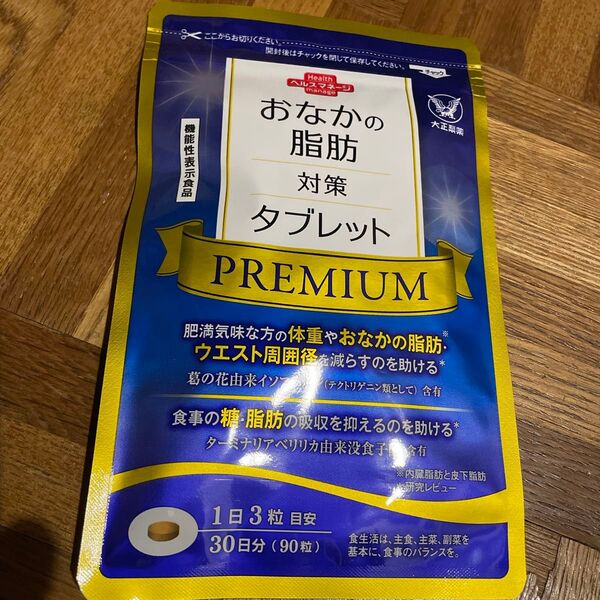 ここからお切りください。
開封後はチャックを閉じて保存してください。
チャック
Health
ヘルスマネージ
manage
大正製薬
機能性表示食品
おなかの
脂肪
対策
タブレット
PREMIUM
肥満気味な方の体重やおなかの脂肪※・
ウエスト周囲径を減らすのを助ける*
葛の花由来イソフ (テクトリゲニン類として) 含有
食事の糖・脂肪の吸収を抑えるのを助ける*
ターミナリアベリリカ由来没食子 含有
※内臓脂肪と皮下脂肪
研究レビュー
1日3粒 目安
30日分(90粒)
食生活は、主食、主菜、副菜を
基本に、食事のバランスを。